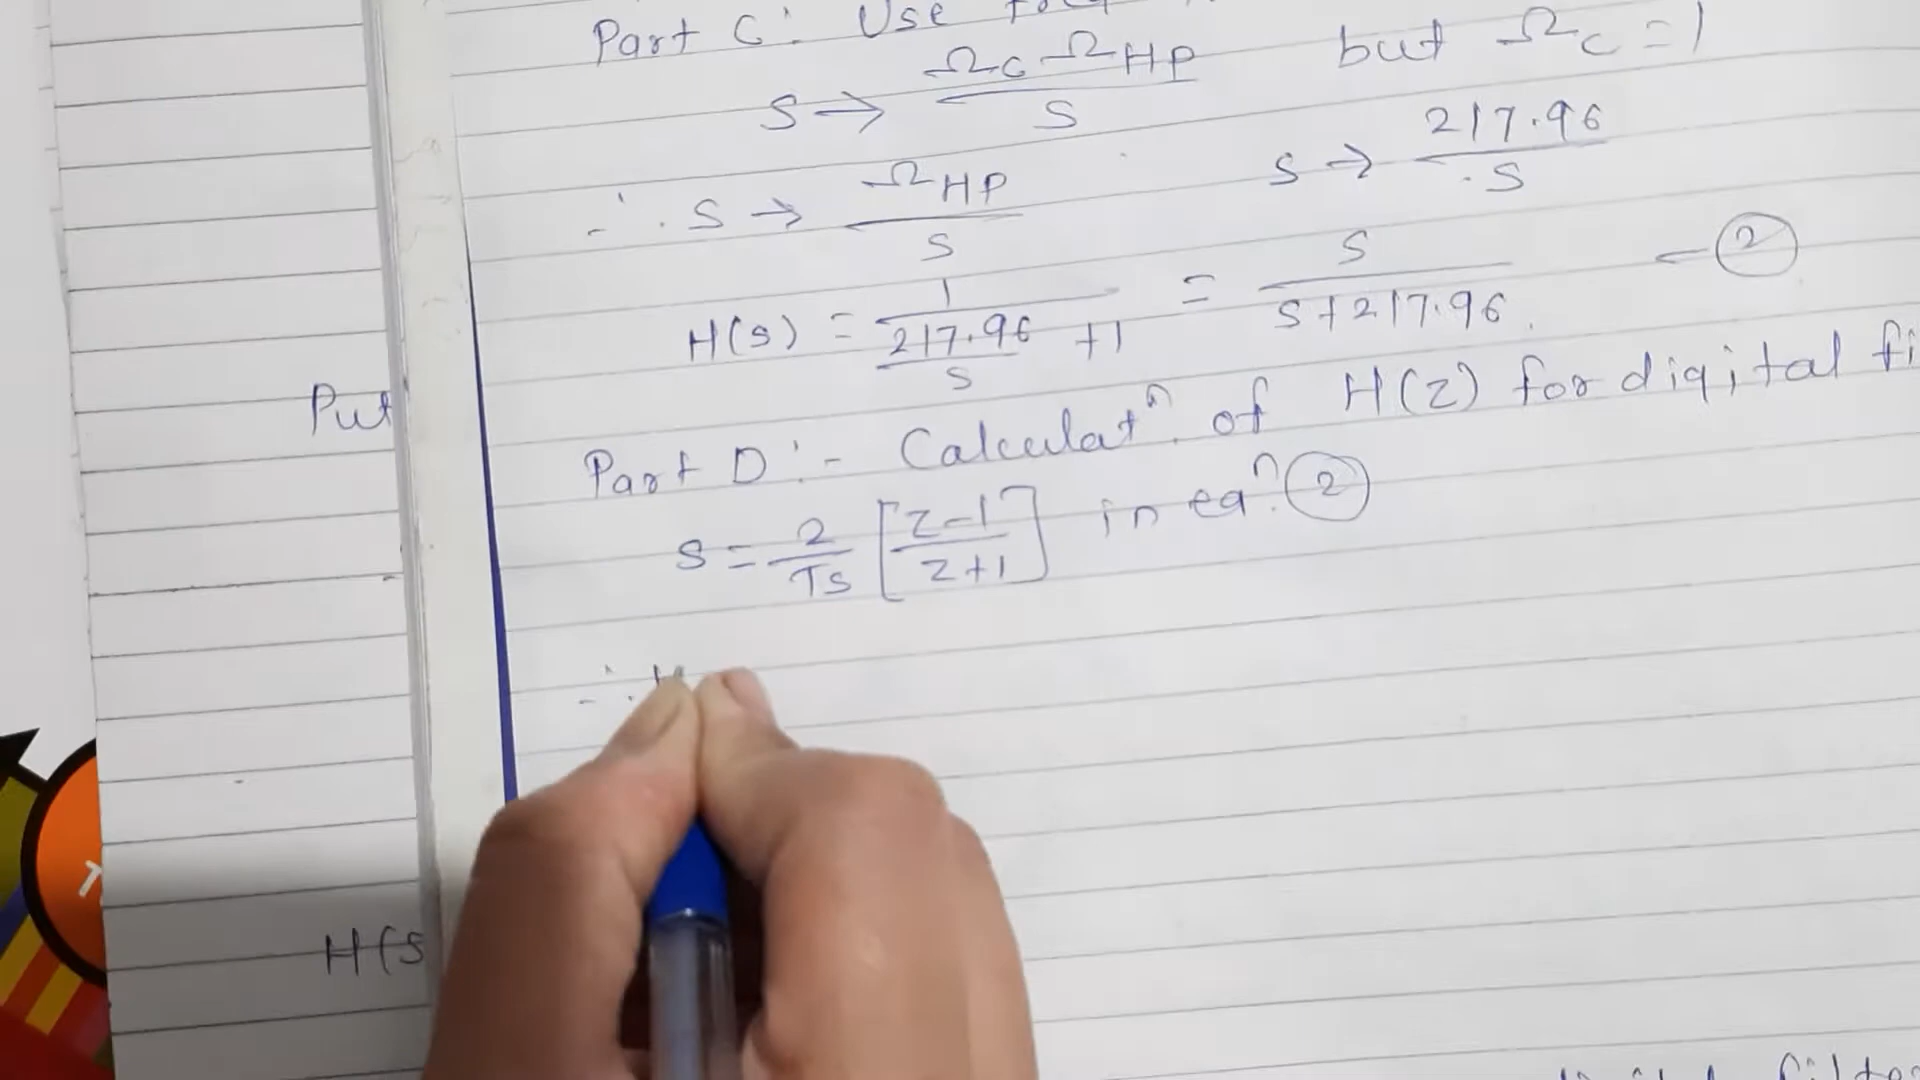 Part C: Use
S → Ωc ΩHP / S but Ωc = 1
∴ S → ΩHP / S S → 217.96 / S
H(s) = 1 / (217.96 / S + 1) = S / S+217.96 — ②
Put
Part D:- Calculatⁿ. of H(z) for digital fi
S = 2 / Ts [z-1 / z+1] in eqⁿ. ②
∴ H
H(s